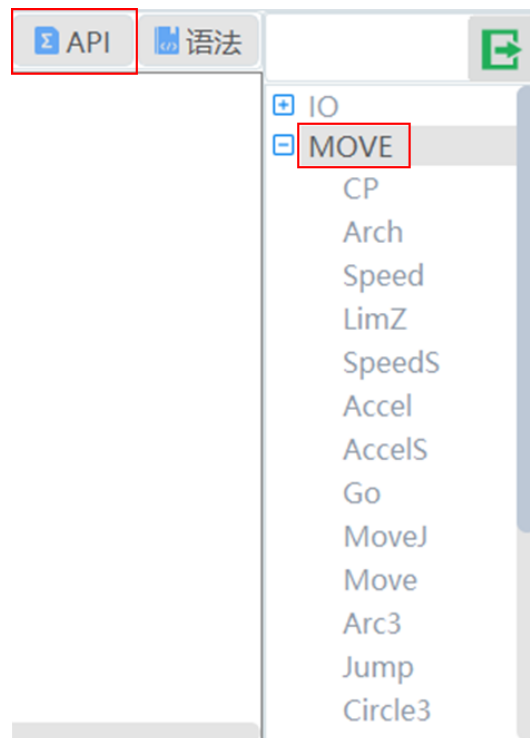 API 语法
IO
MOVE
CP
Arch
Speed
LimZ
SpeedS
Accel
AccelS
Go
MoveJ
Move
Arc3
Jump
Circle3